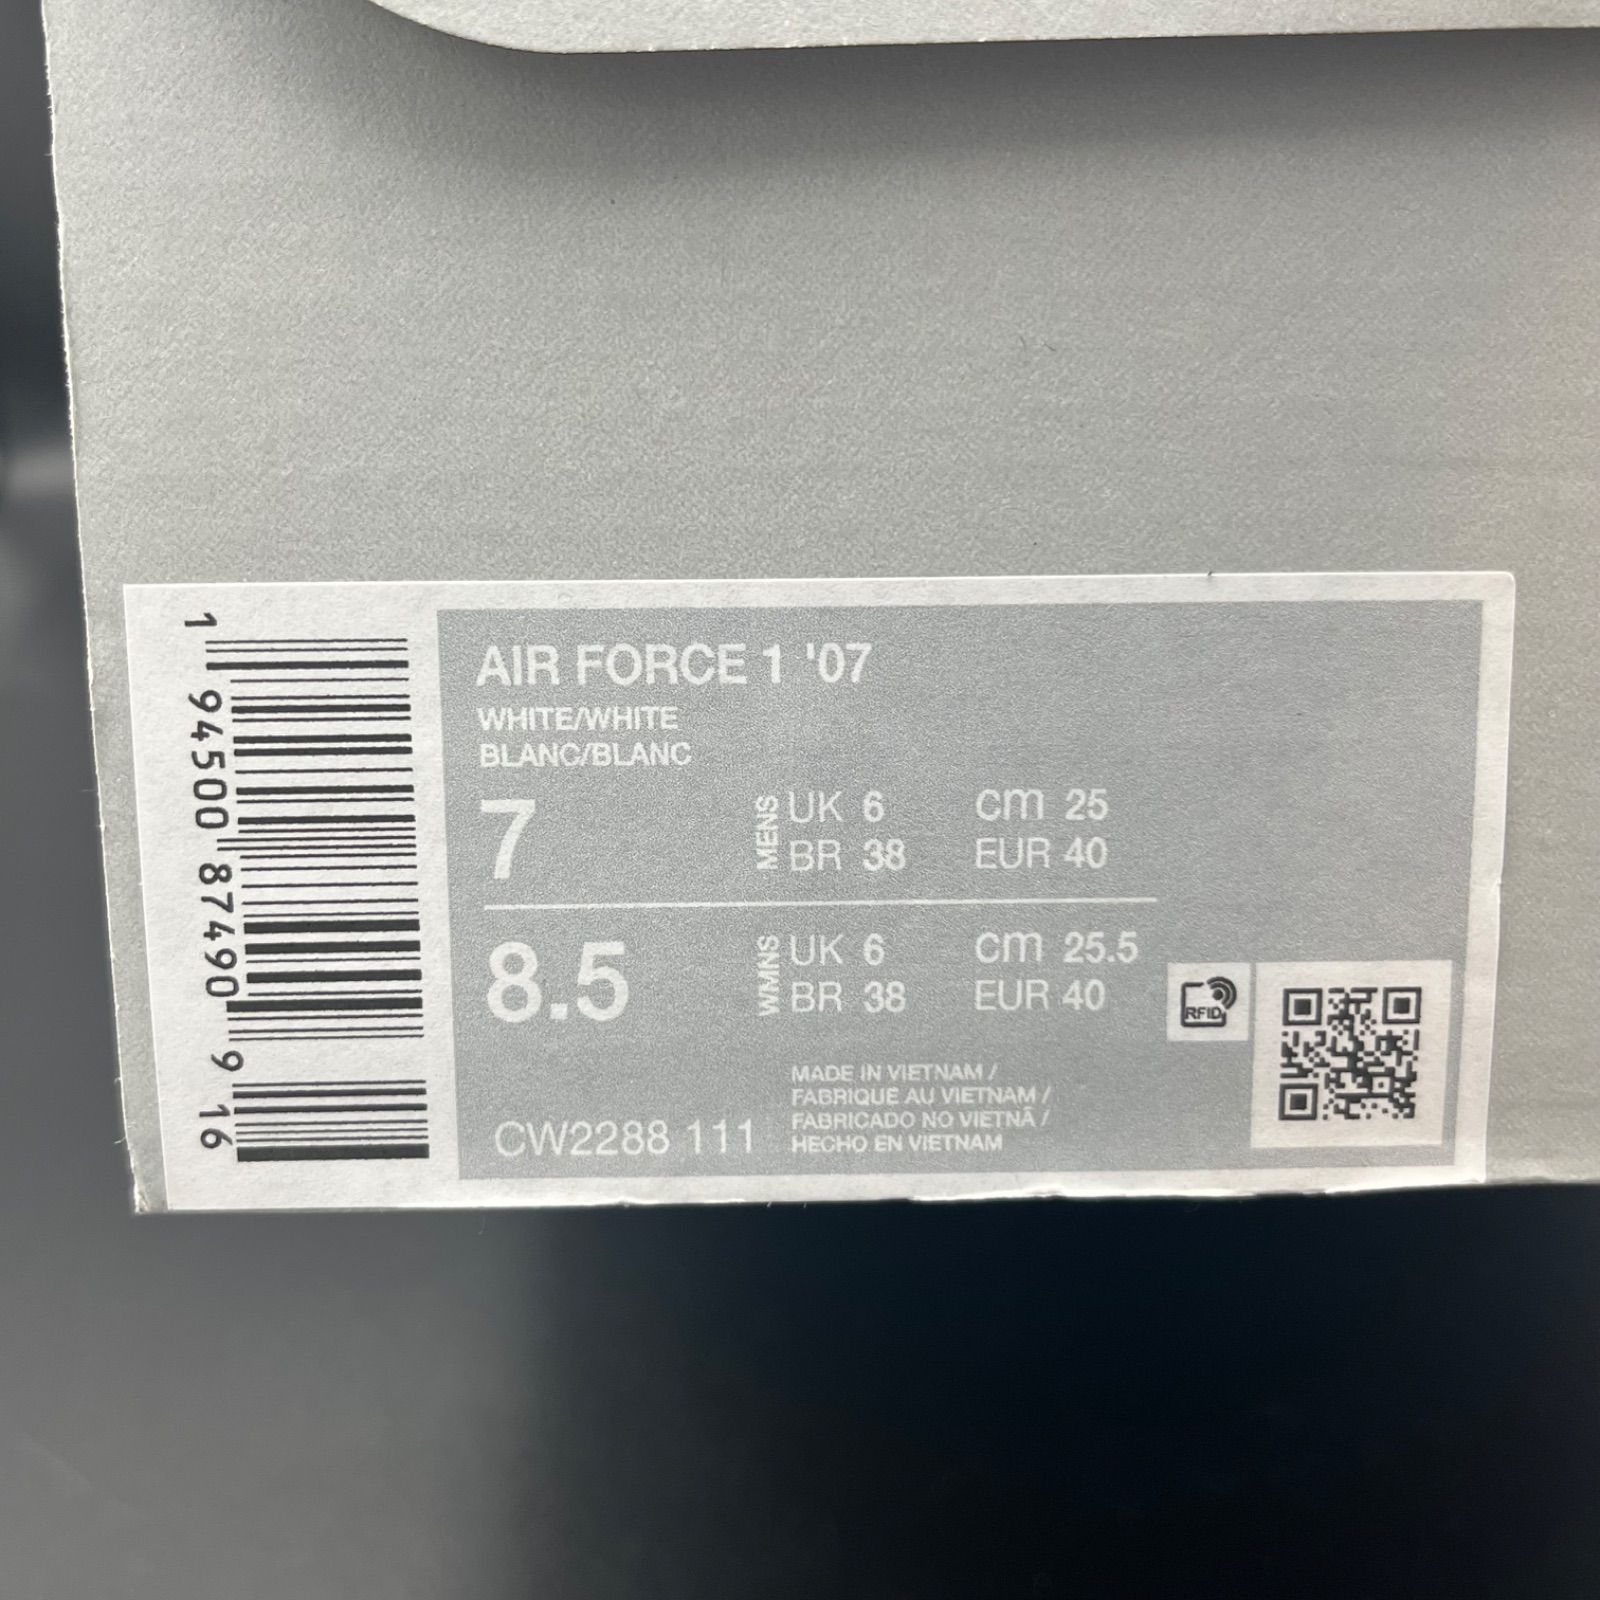 AIR FORCE 1 '07
WHITE/WHITE
BLANC/BLANC
7
MENS
UK 6 cm 25
BR 38 EUR 40
8.5
WMNS
UK 6 cm 25.5
BR 38 EUR 40
RFID
CW2288 111
MADE IN VIETNAM /
FABRIQUÉ AU VIETNAM /
FABRICADO NO VIETNÃ /
HECHO EN VIETNAM
1 94500 87490 9 16